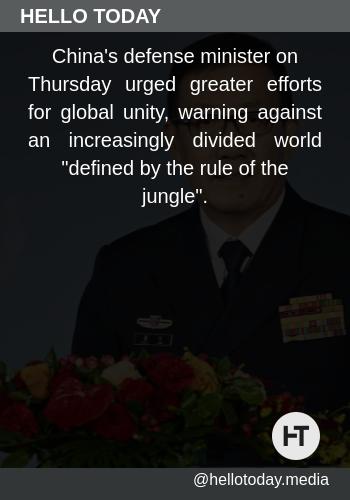 HELLO TODAY
China's defense minister on
Thursday urged greater efforts
for global unity, warning against
an increasingly divided world
"defined by the rule of the
jungle".
HT
@hellotoday.media